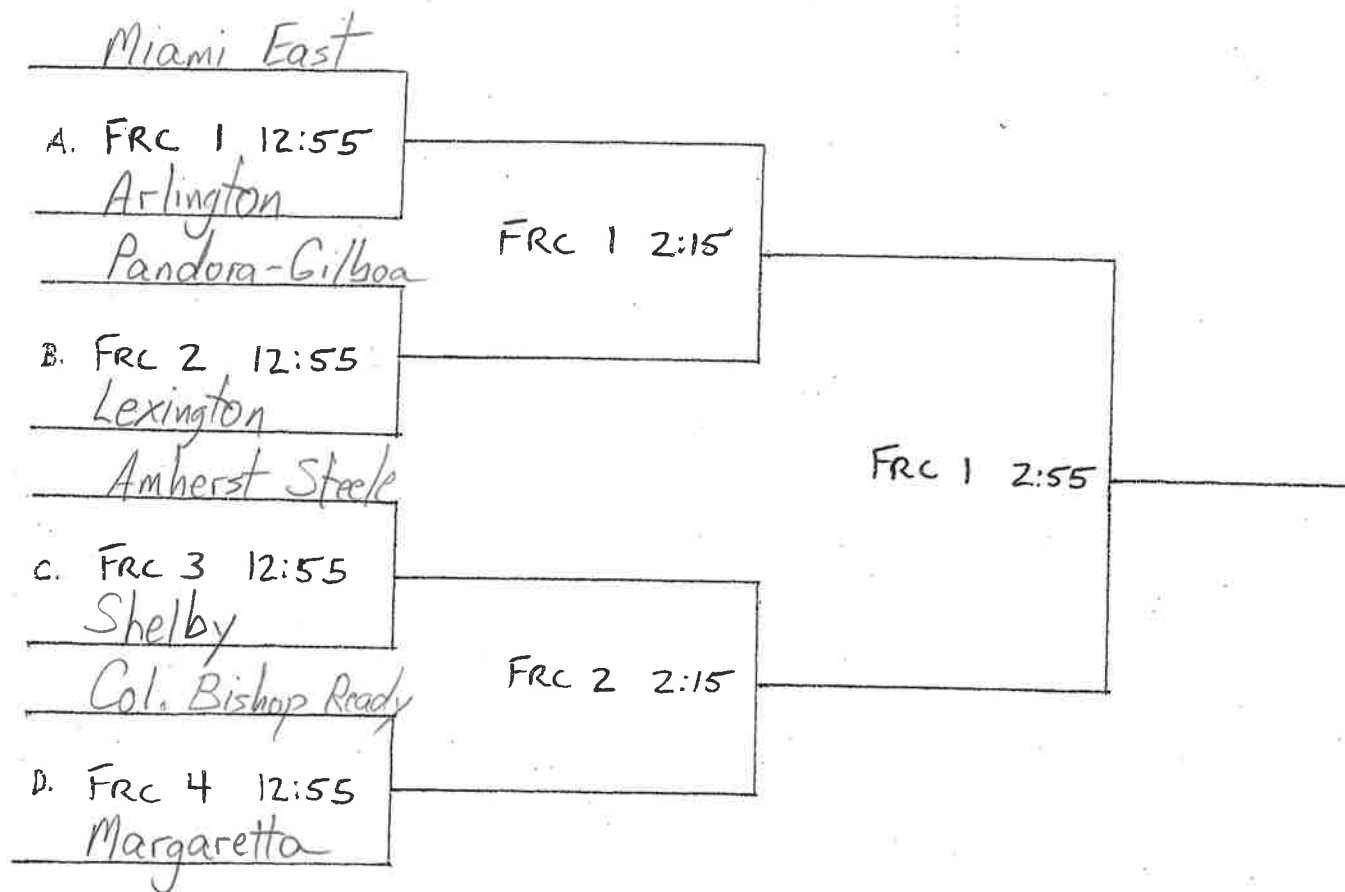 Miami East
A. FRC 1 12:55
Arlington
Pandora-Gilboa
FRC 1 2:15
B. FRC 2 12:55
Lexington
Amherst Steele
FRC 1 2:55
C. FRC 3 12:55
Shelby
Col. Bishop Ready
FRC 2 2:15
D. FRC 4 12:55
Margaretta